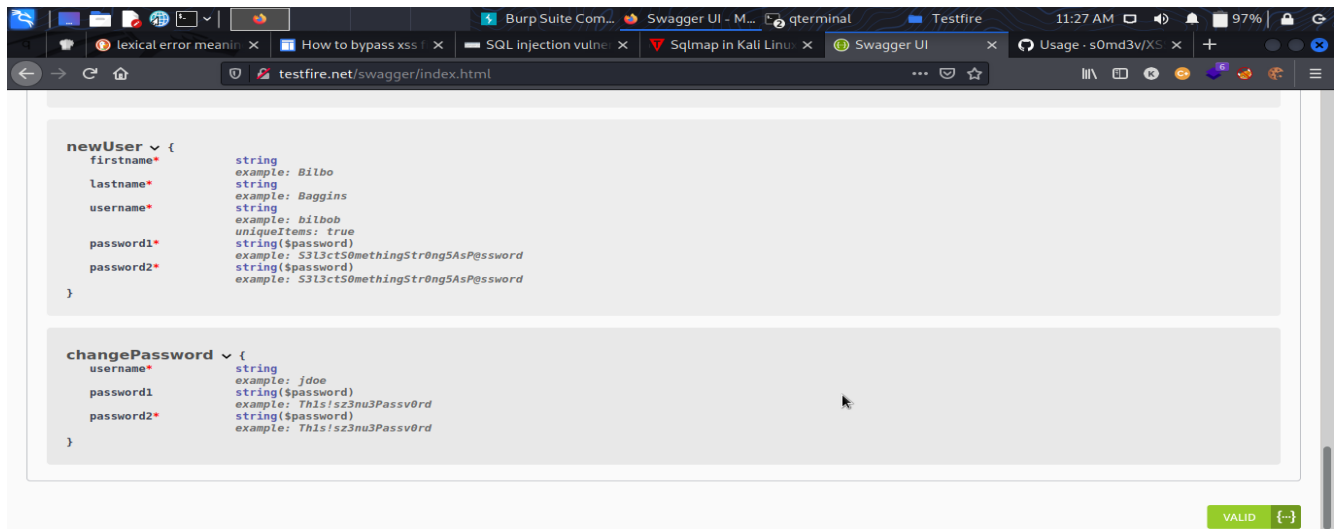 Burp Suite Com...
Swagger UI - M...
qterminal
Testfire
11:27 AM
97%
lexical error meanin
How to bypass xss f
SQL injection vulne
Sqlmap in Kali Linu
Swagger UI
Usage · s0md3v/XS
testfire.net/swagger/index.html
6
newUser {
firstname* string
example: Bilbo
lastname* string
example: Baggins
username* string
example: bilbob
uniqueItems: true
password1* string($password)
example: S3l3ctS0methingStr0ng5AsP@ssword
password2* string($password)
example: S3l3ctS0methingStr0ng5AsP@ssword
}
changePassword {
username* string
example: jdoe
password1 string($password)
example: Th1s!sz3nu3Passv0rd
password2* string($password)
example: Th1s!sz3nu3Passv0rd
}
VALID {...}